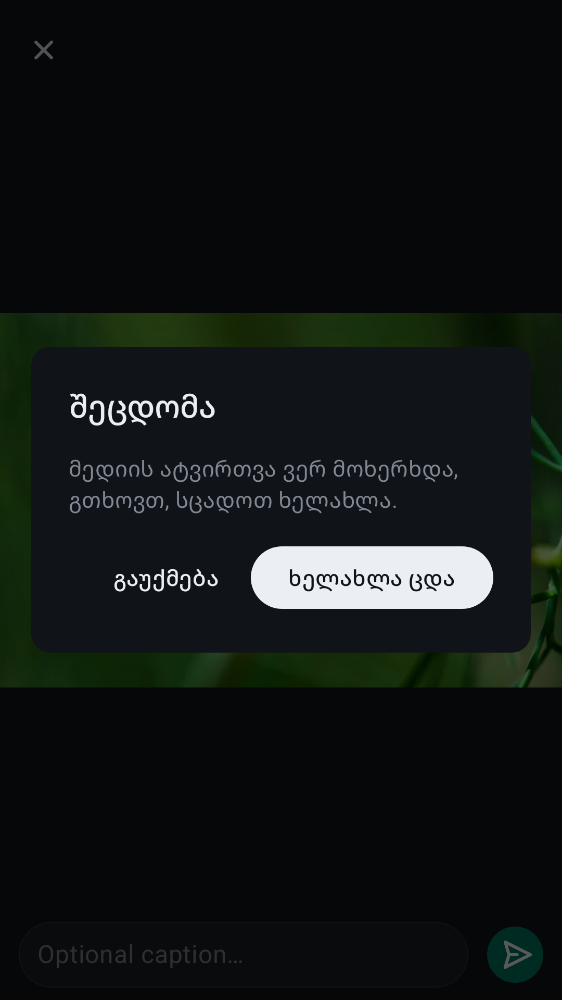 შეცდომა
მედიის ატვირთვა ვერ მოხერხდა,
გთხოვთ, სცადოთ ხელახლა.
გაუქმება
ხელახლა ცდა
Optional caption…